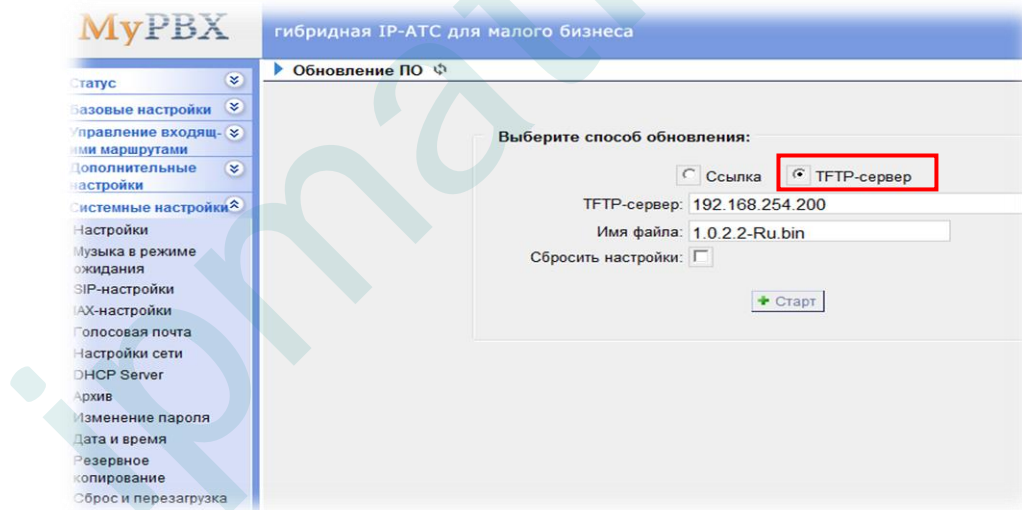 MyPBX
гибридная IP-АТС для малого бизнеса
Обновление ПО
Статус
Базовые настройки
Управление входящ-
ими маршрутами
Дополнительные
настройки
Системные настройки
Настройки
Музыка в режиме
ожидания
SIP-настройки
IAX-настройки
Голосовая почта
Настройки сети
DHCP Server
Архив
Изменение пароля
Дата и время
Резервное
копирование
Сброс и перезагрузка
Выберите способ обновления:
Ссылка TFTP-сервер
TFTP-сервер: 192.168.254.200
Имя файла: 1.0.2.2-Ru.bin
Сбросить настройки:
Старт
ipmat